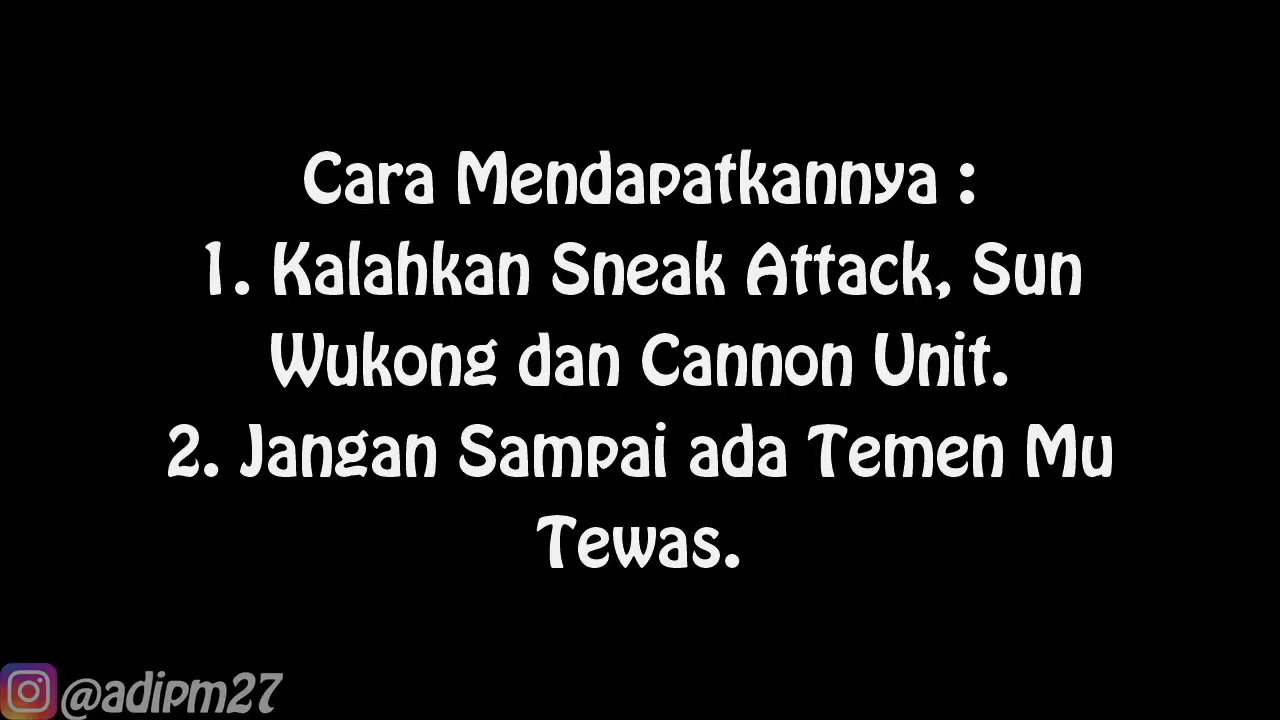 Cara Mendapatkannya :
1. Kalahkan Sneak Attack, Sun
Wukong dan Cannon Unit.
2. Jangan Sampai ada Temen Mu
Tewas.
@adipm27